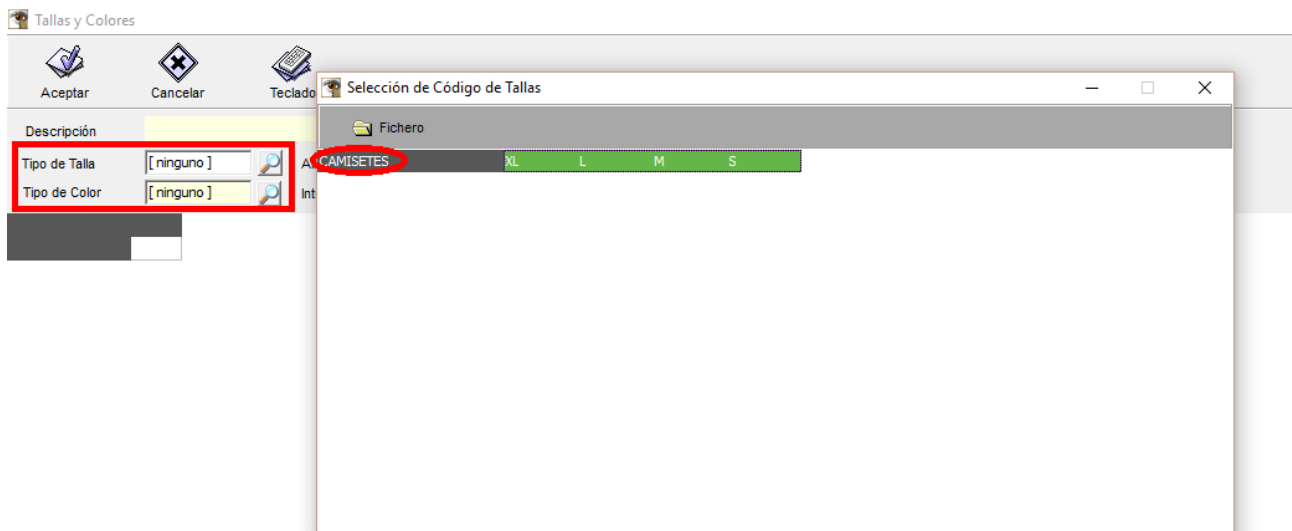 Tallas y Colores
Aceptar Cancelar Teclado
Selección de Código de Tallas
Fichero
Descripción
Tipo de Talla [ ninguno ]
Tipo de Color [ ninguno ] Int
CAMISETES XL L M S